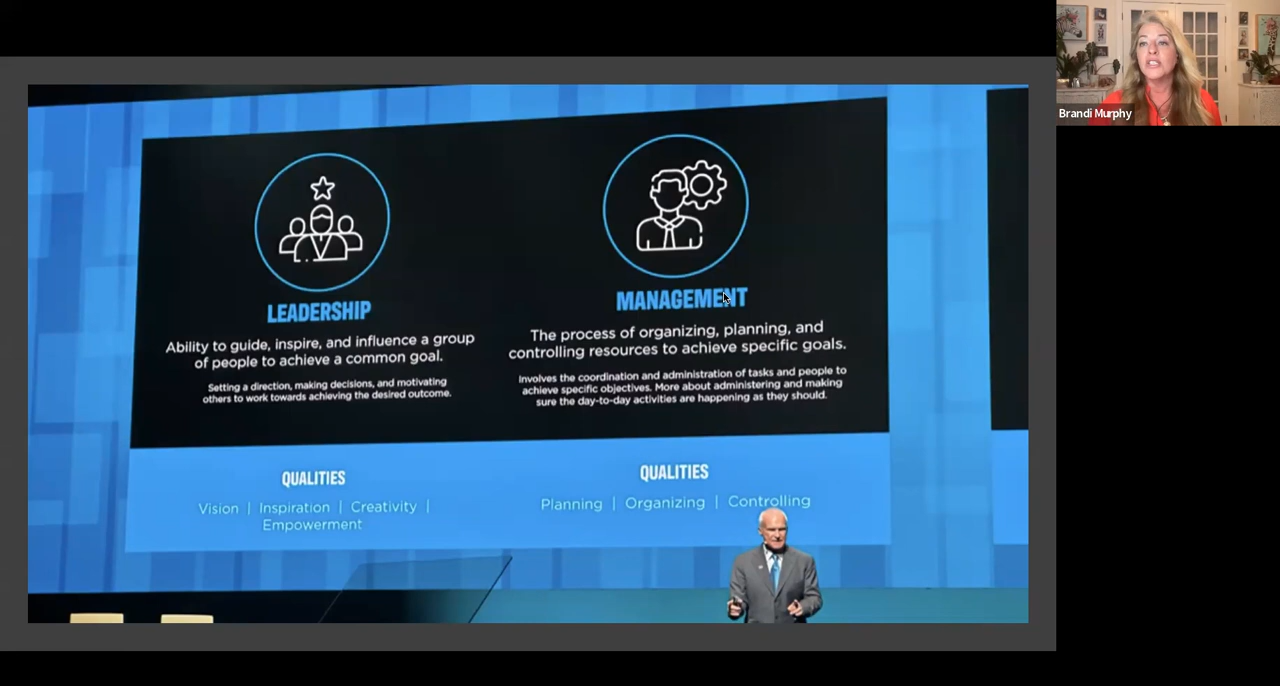 Brandi Murphy
LEADERSHIP
Ability to guide, inspire, and influence a group
of people to achieve a common goal.
Setting a direction, making decisions, and motivating
others to work towards achieving the desired outcome.
QUALITIES
Vision | Inspiration | Creativity |
Empowerment
MANAGEMENT
The process of organizing, planning, and
controlling resources to achieve specific goals.
Involves the coordination and administration of tasks and people to
achieve specific objectives. More about administering and making
sure the day-to-day activities are happening as they should.
QUALITIES
Planning | Organizing | Controlling